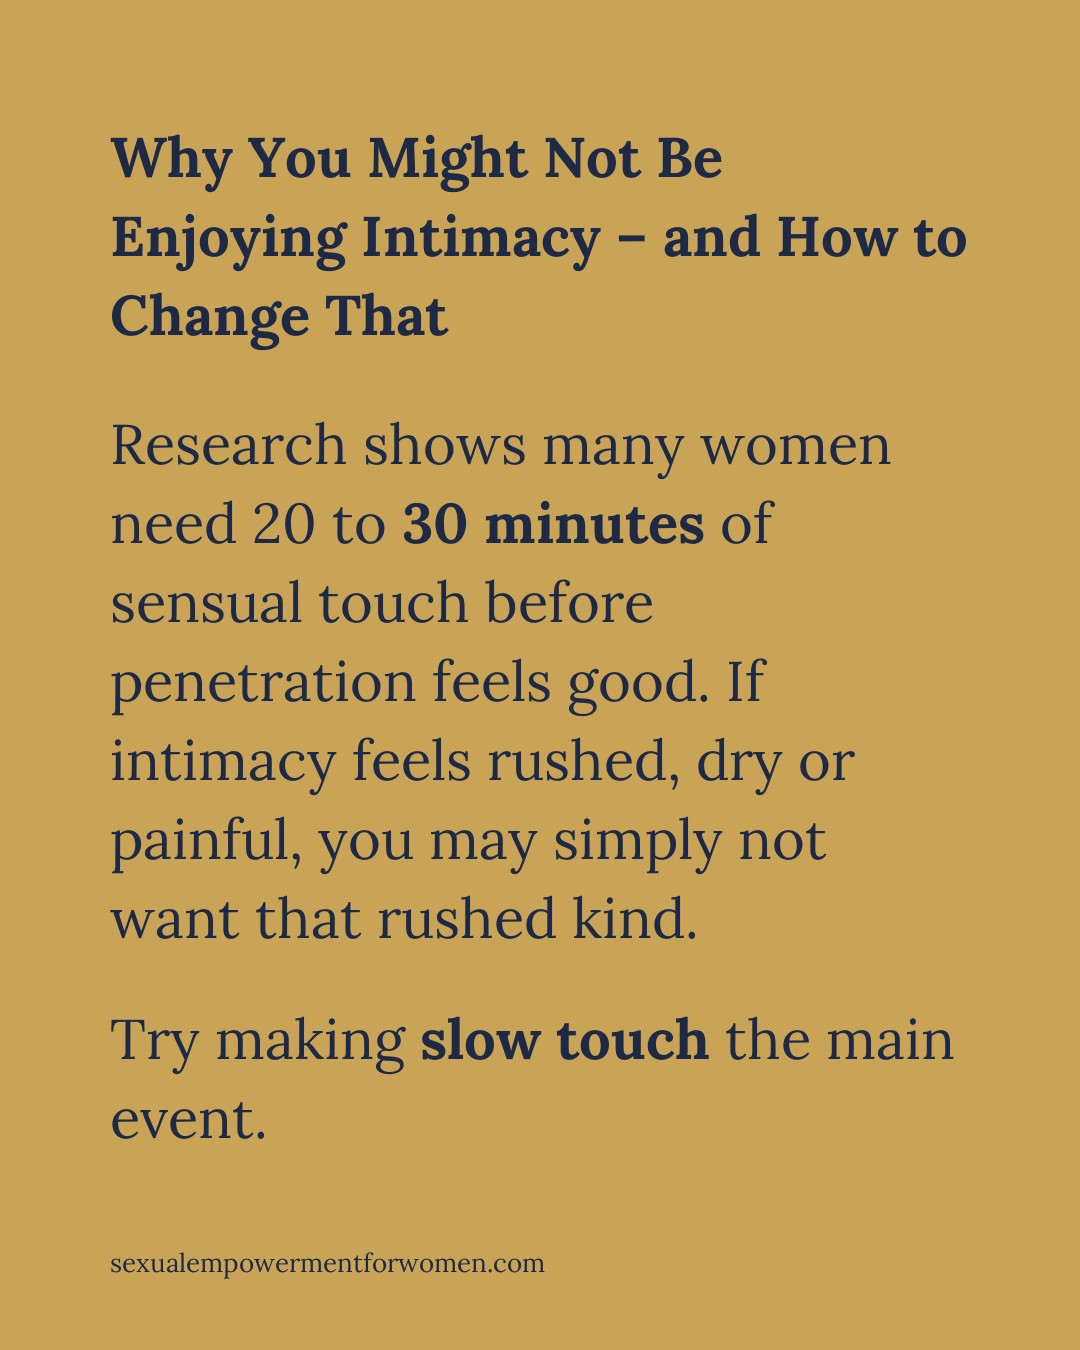 Why You Might Not Be
Enjoying Intimacy – and How to
Change That
Research shows many women
need 20 to 30 minutes of
sensual touch before
penetration feels good. If
intimacy feels rushed, dry or
painful, you may simply not
want that rushed kind.
Try making slow touch the main
event.
sexualempowermentforwomen.com